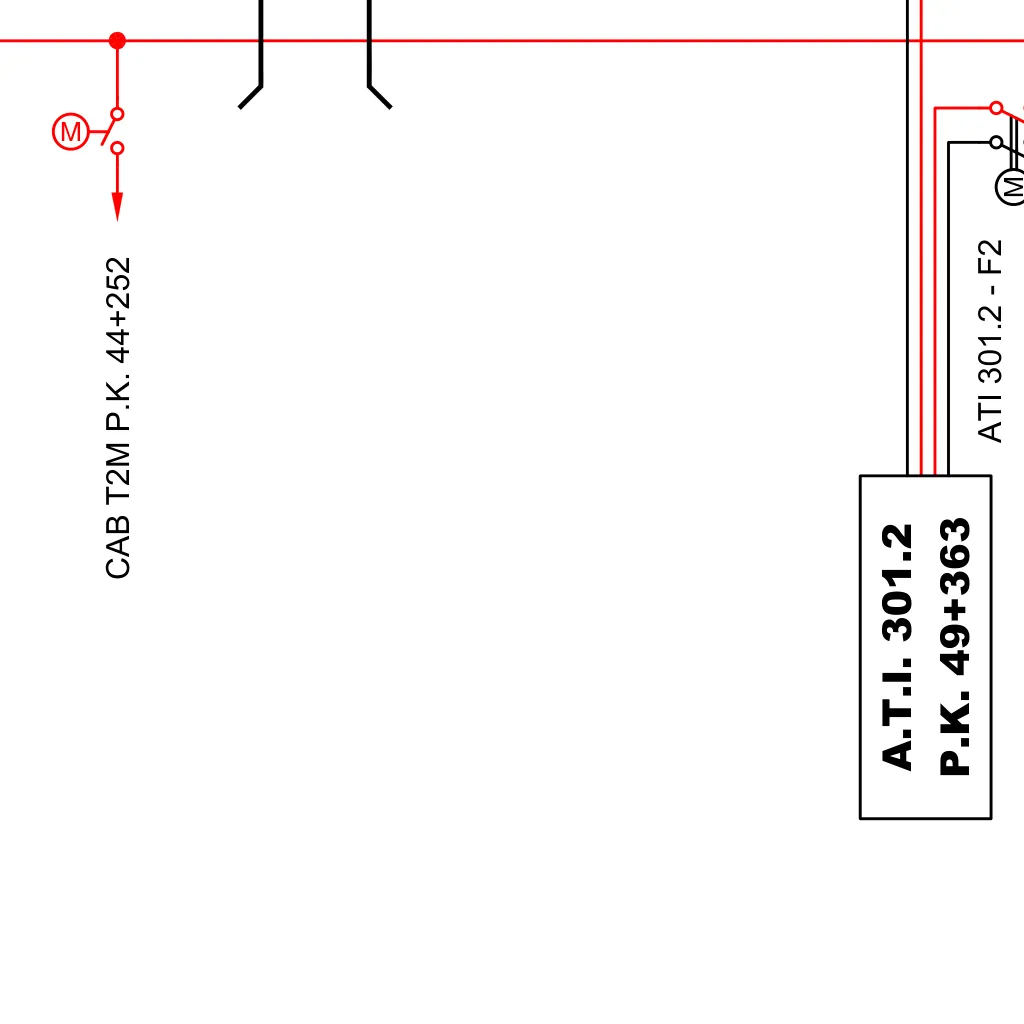 M
CAB T2M P.K. 44+252
M
ATI 301.2 - F2
A.T.I. 301.2
P.K. 49+363